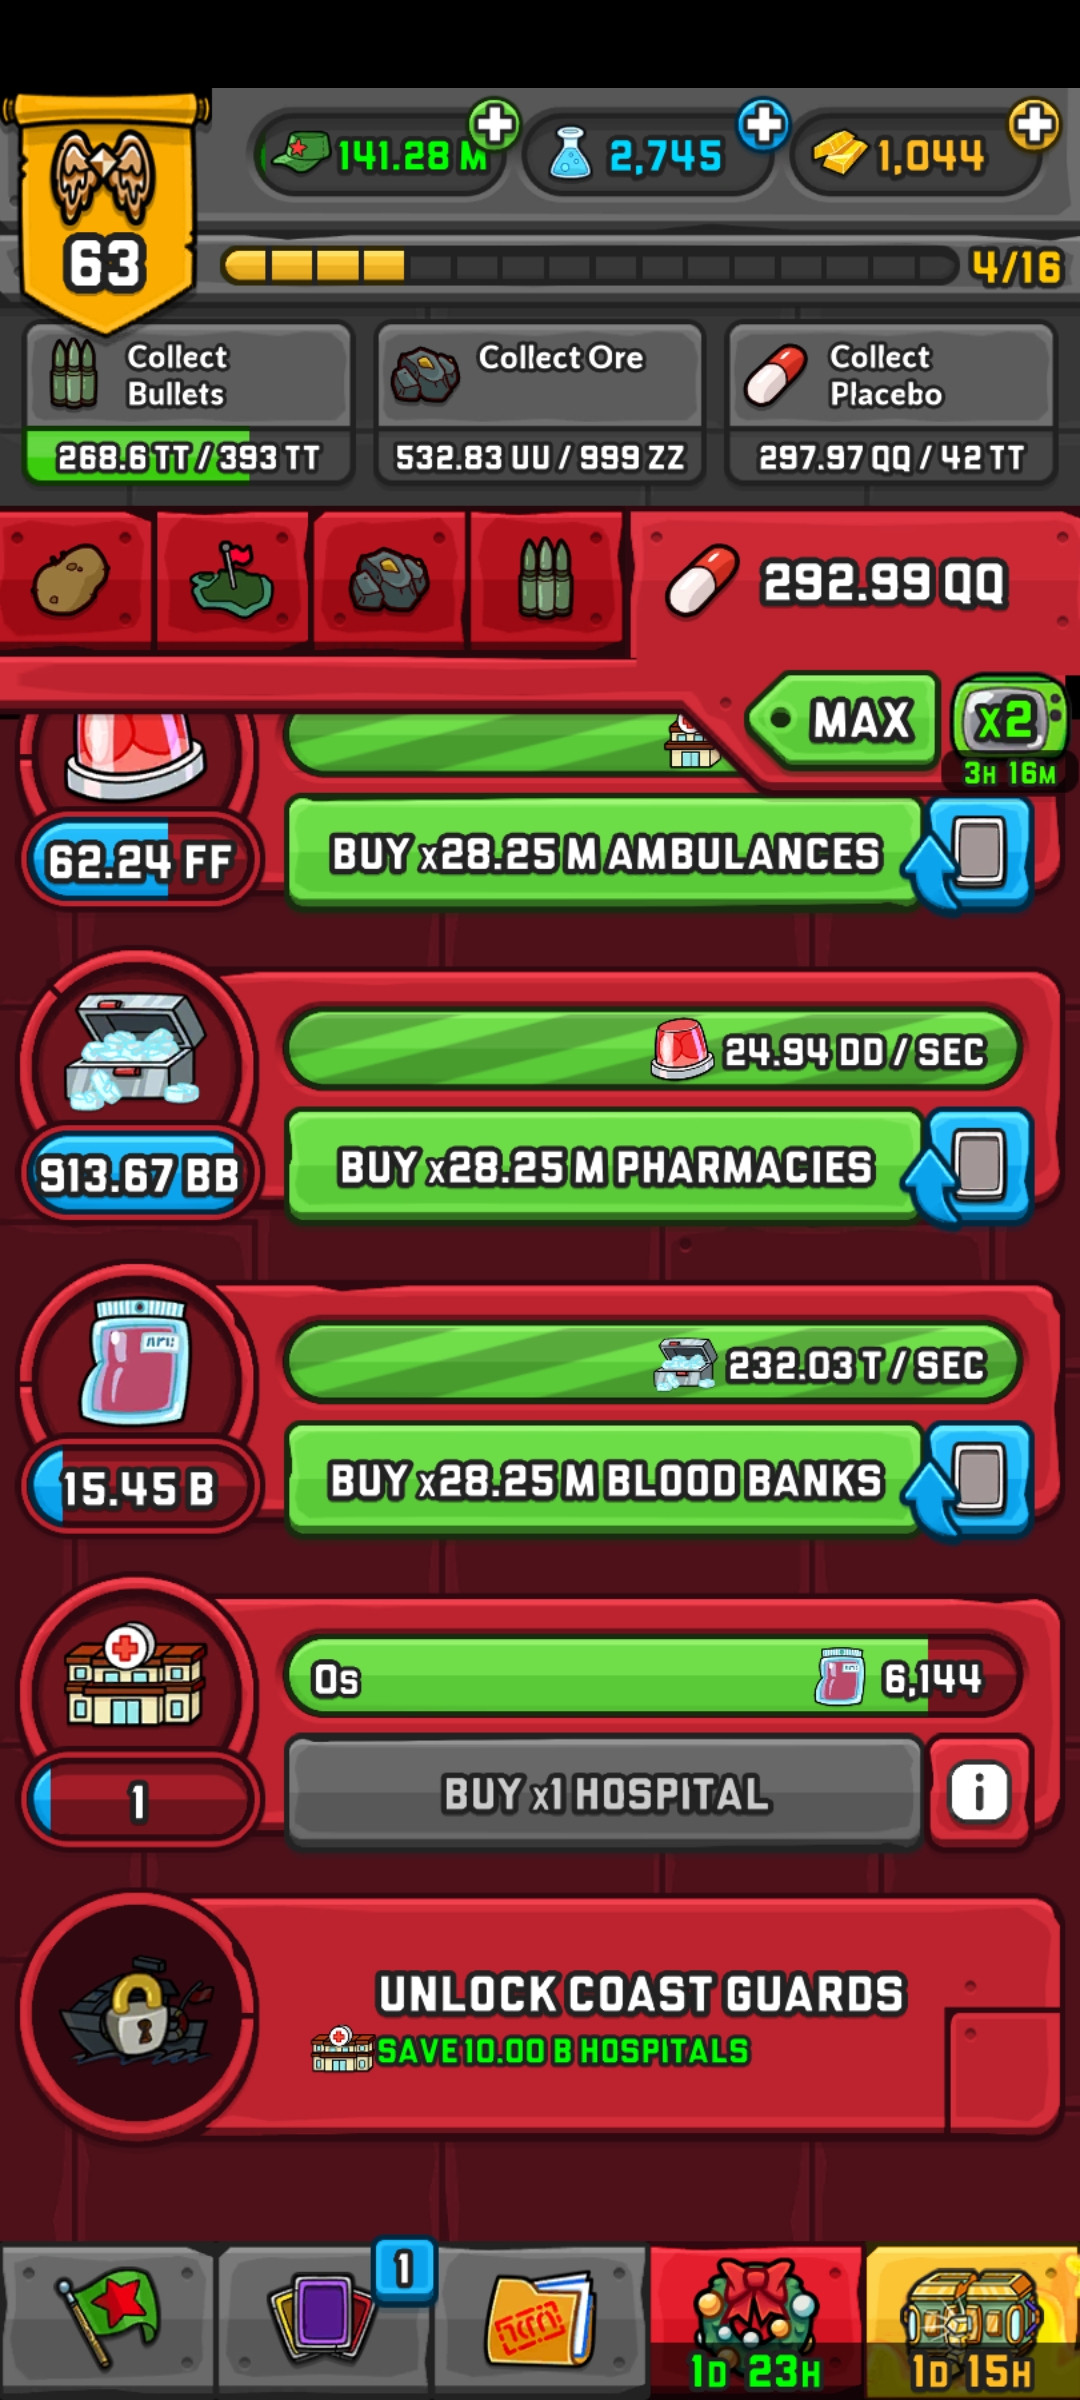 63
141.28 M
2,745
1,044
4/16
Collect
Bullets
268.6 TT / 393 TT
Collect Ore
532.83 UU / 999 ZZ
Collect
Placebo
297.97 QQ / 42 TT
292.99 QQ
MAX
x2
3H 16M
62.24 FF
BUY x28.25 M AMBULANCES
24.94 DD / SEC
913.67 BB
BUY x28.25 M PHARMACIES
232.03 T / SEC
15.45 B
BUY x28.25 M BLOOD BANKS
0s
6,144
1
BUY x1 HOSPITAL
i
UNLOCK COAST GUARDS
SAVE 10.00 B HOSPITALS
1
1D 23H
1D 15H